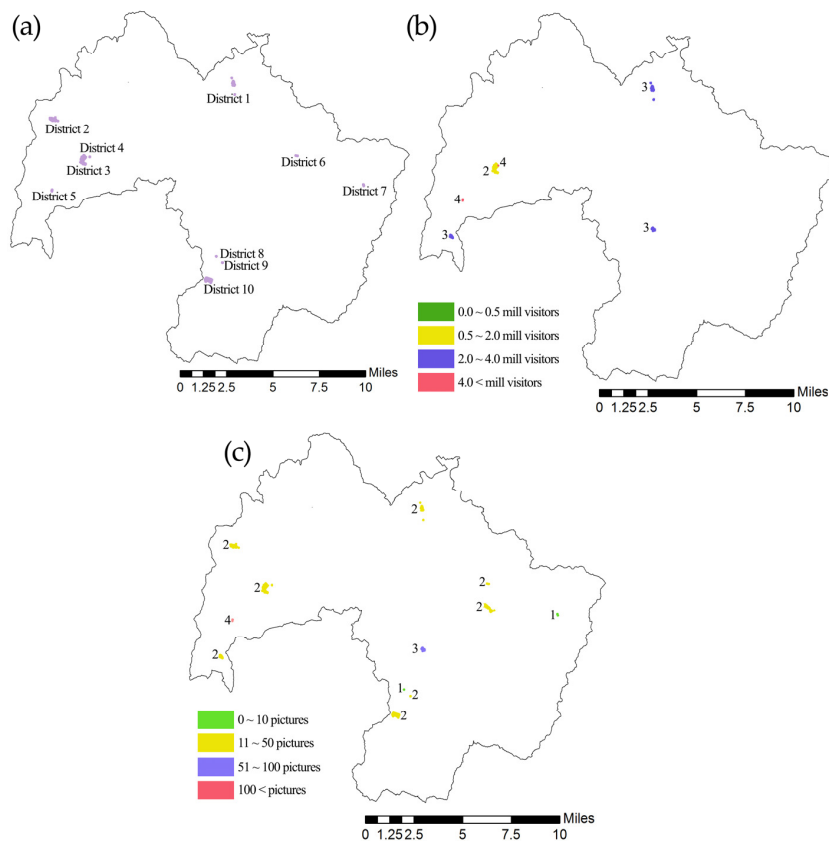 (a)
District 1
District 2
District 4
District 3
District 6
District 7
District 5
District 8
District 9
District 10
Miles
0 1.25 2.5 5 7.5 10
(b)
3
4
2
4
3
3
0.0 ~ 0.5 mill visitors
0.5 ~ 2.0 mill visitors
2.0 ~ 4.0 mill visitors
4.0 < mill visitors
Miles
0 1.25 2.5 5 7.5 10
(c)
2
2
2
2
2
1
4
3
2
1
2
2
0 ~ 10 pictures
11 ~ 50 pictures
51 ~ 100 pictures
100 < pictures
Miles
0 1.25 2.5 5 7.5 10